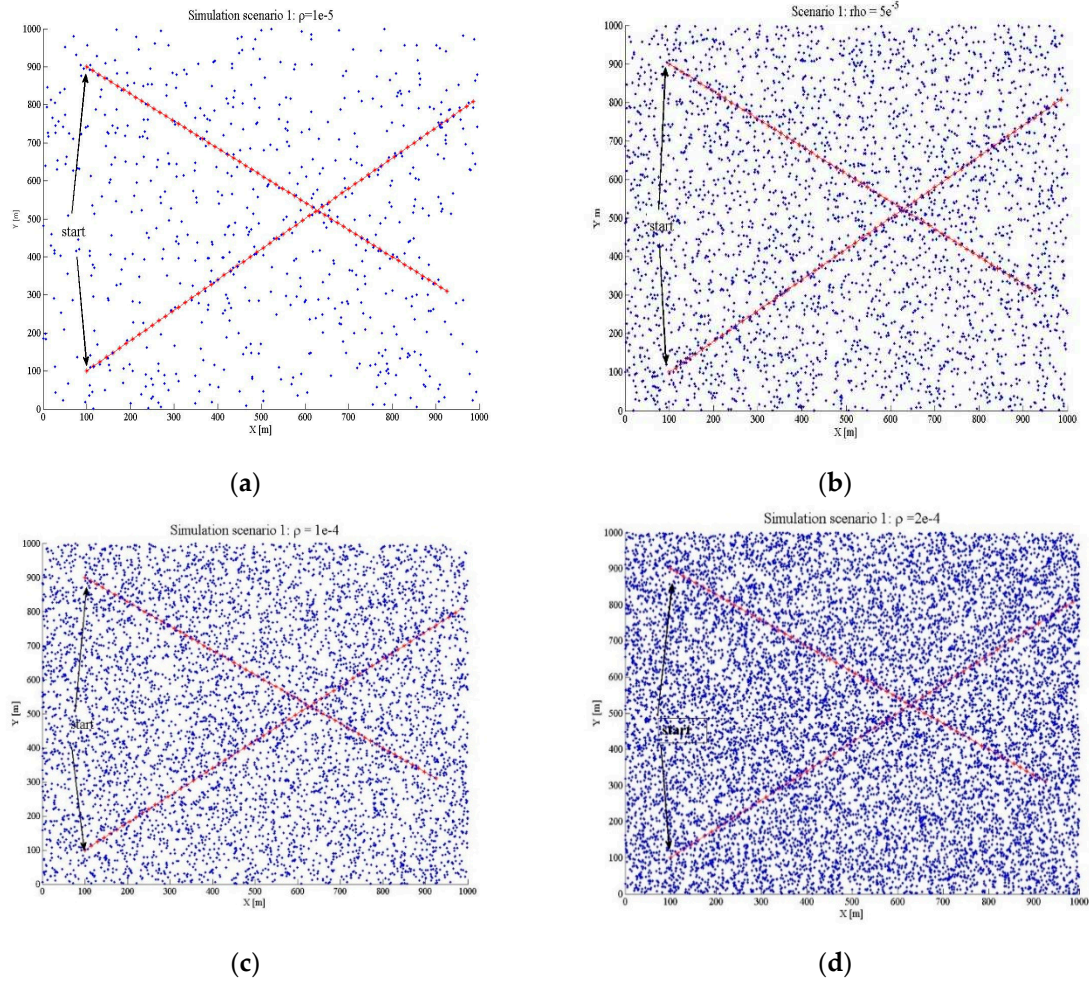 Simulation scenario 1: ρ=1e-5
1000
900
800
700
600
500
400
300
200
100
0
Y [m]
start
0 100 200 300 400 500 600 700 800 900 1000
X [m]
(a)
Scenario 1: rho = 5e-5
1000
900
800
700
600
500
400
300
200
100
0
Y m
start
0 100 200 300 400 500 600 700 800 900 1000
X [m]
(b)
Simulation scenario 1: ρ = 1e-4
1000
900
800
700
600
500
400
300
200
100
0
Y [m]
start
0 100 200 300 400 500 600 700 800 900 1000
X [m]
(c)
Simulation scenario 1: ρ =2e-4
1000
900
800
700
600
500
400
300
200
100
0
Y [m]
start
0 100 200 300 400 500 600 700 800 900 1000
X [m]
(d)